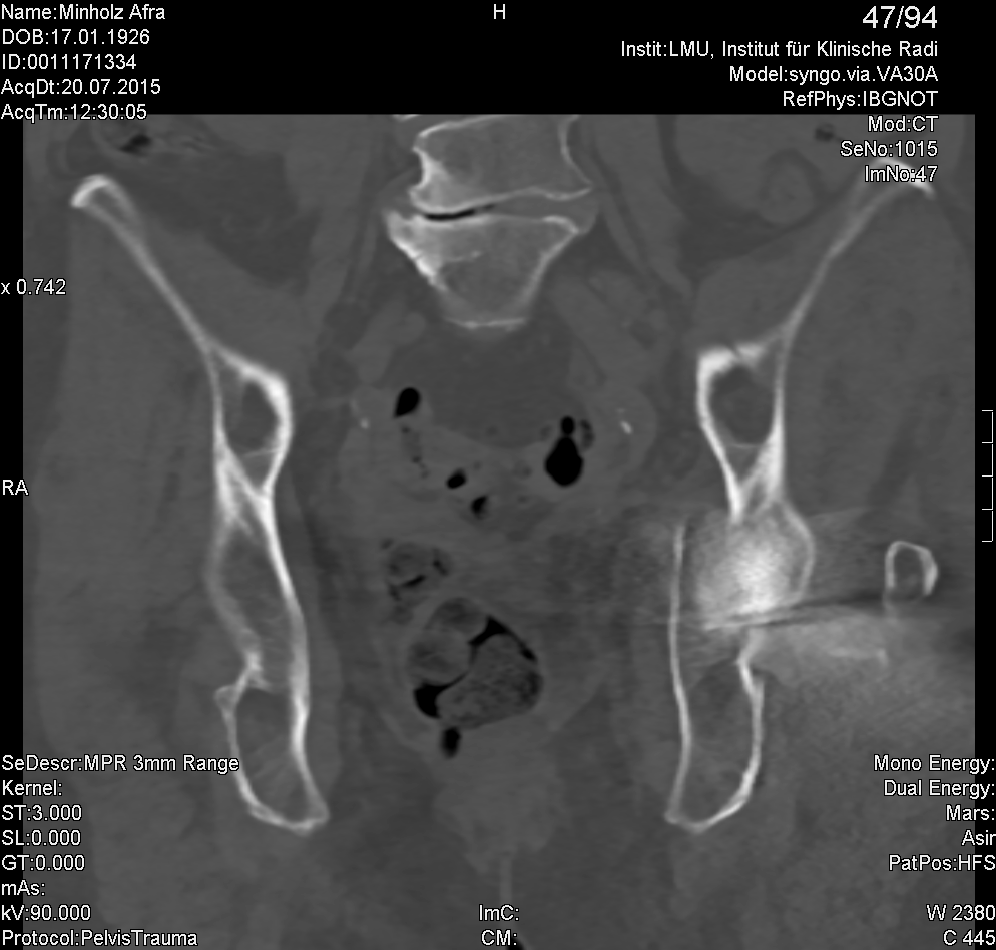 Name:Minholz Afra
DOB:17.01.1926
ID:0011171334
AcqDt:20.07.2015
AcqTm:12:30:05
H
47/94
Instit:LMU, Institut für Klinische Radi
Model:syngo.via.VA30A
RefPhys:IBGNOT
Mod:CT
SeNo:1015
ImNo:47
x 0.742
RA
SeDescr:MPR 3mm Range
Kernel:
ST:3.000
SL:0.000
GT:0.000
mAs:
kV:90.000
Protocol:PelvisTrauma
ImC:
CM:
Mono Energy:
Dual Energy:
Mars:
Asir
PatPos:HFS
W 2380
C 445